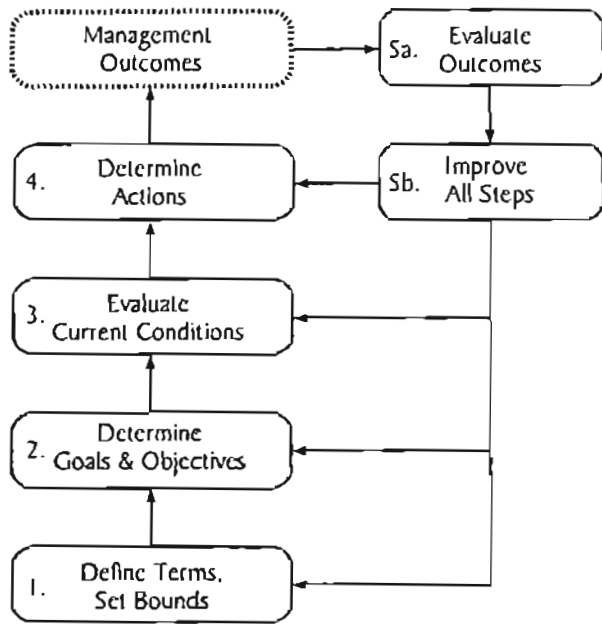 Management
Outcomes
5a. Evaluate
Outcomes
4. Determine
Actions
5b. Improve
All Steps
3. Evaluate
Current Conditions
2. Determine
Goals & Objectives
1. Define Terms,
Set Bounds